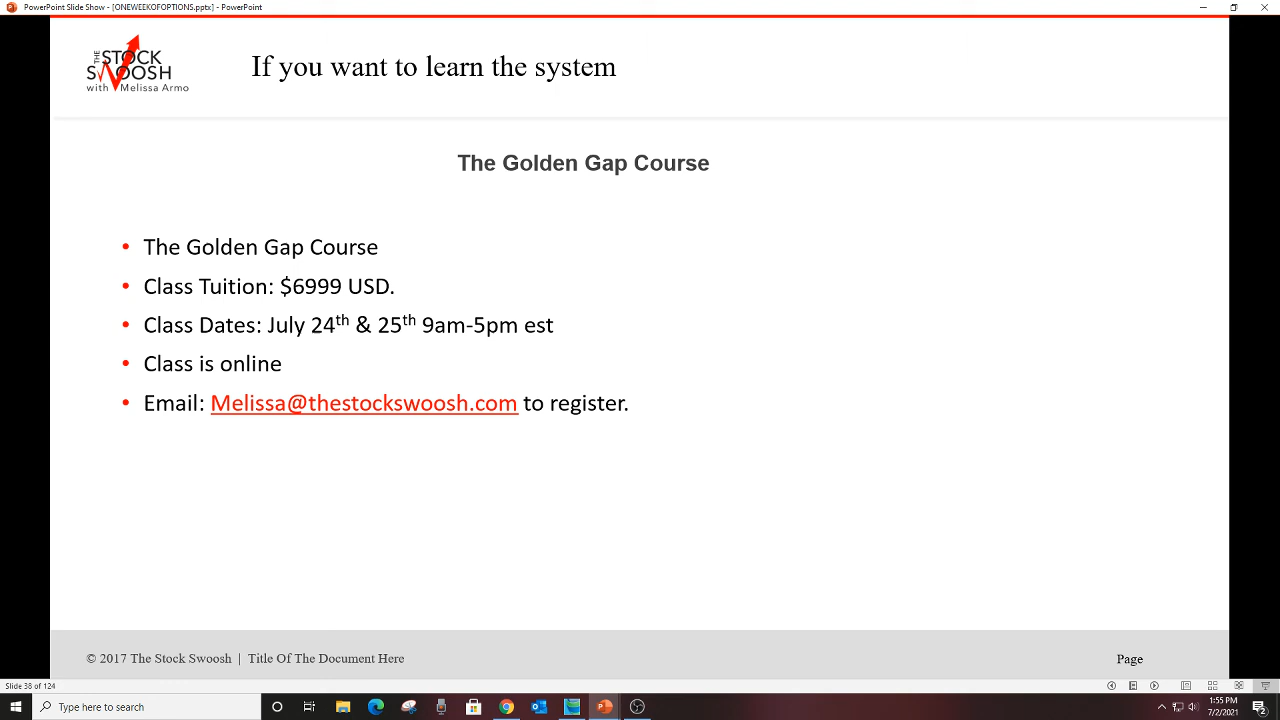 PowerPoint Slide Show - [ONEWEEKOFOPTIONS.pptx] - PowerPoint
THE STOCK
SWOOSH
with Melissa Armo
If you want to learn the system
The Golden Gap Course
• The Golden Gap Course
• Class Tuition: $6999 USD.
• Class Dates: July 24th & 25th 9am-5pm est
• Class is online
• Email: Melissa@thestockswoosh.com to register.
© 2017 The Stock Swoosh | Title Of The Document Here
Page
Slide 38 of 124
Type here to search
1:55 PM
7/2/2021
2